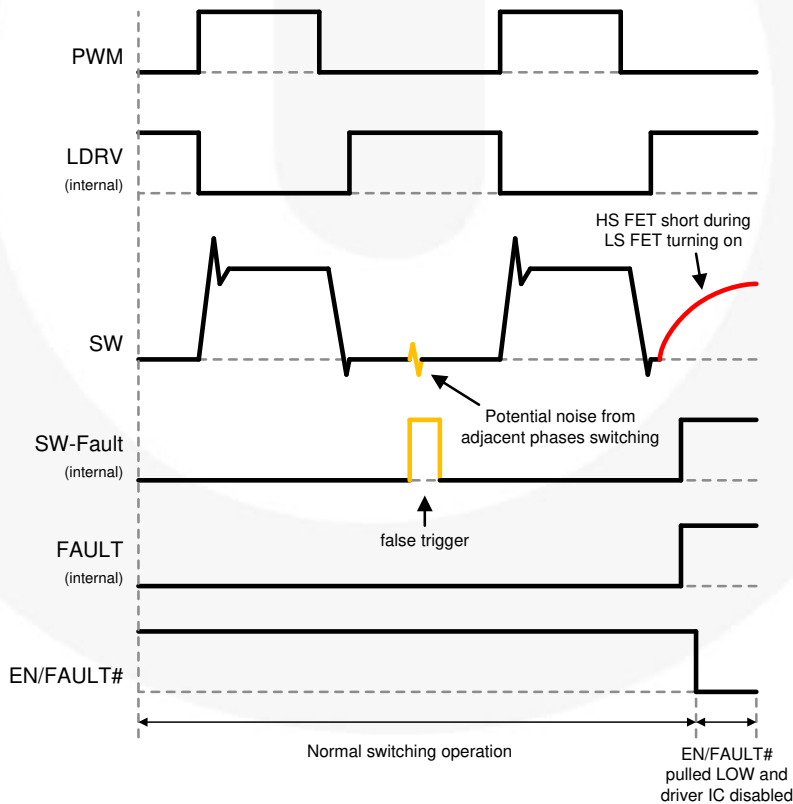 PWM
LDRV
(internal)
HS FET short during
LS FET turning on
SW
Potential noise from
adjacent phases switching
SW-Fault
(internal)
false trigger
FAULT
(internal)
EN/FAULT#
Normal switching operation
EN/FAULT#
pulled LOW and
driver IC disabled